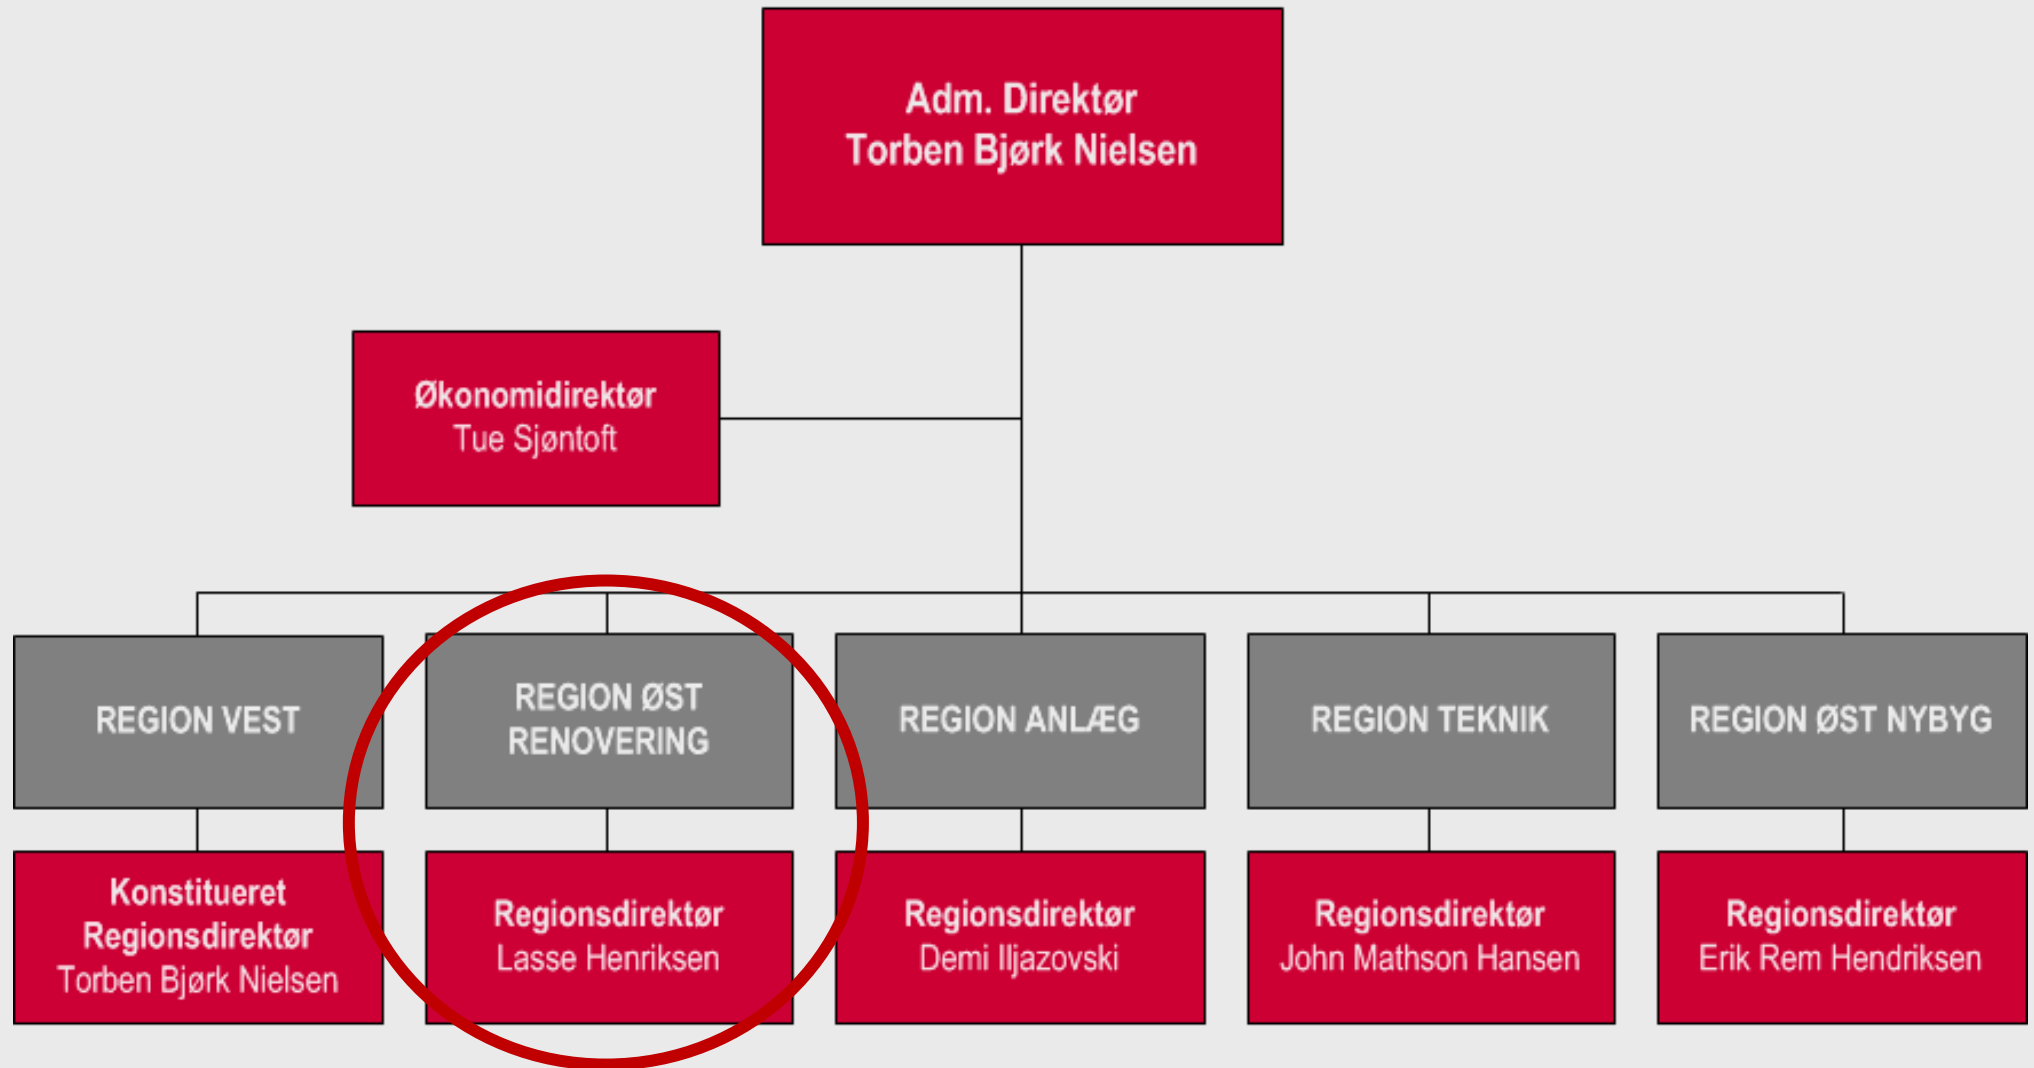 Adm. Direktør
Torben Bjørk Nielsen
Økonomidirektør
Tue Sjøntoft
REGION VEST
REGION ØST
RENOVERING
REGION ANLÆG
REGION TEKNIK
REGION ØST NYBYG
Konstitueret
Regionsdirektør
Torben Bjørk Nielsen
Regionsdirektør
Lasse Henriksen
Regionsdirektør
Demi Iljazovski
Regionsdirektør
John Mathson Hansen
Regionsdirektør
Erik Rem Hendriksen